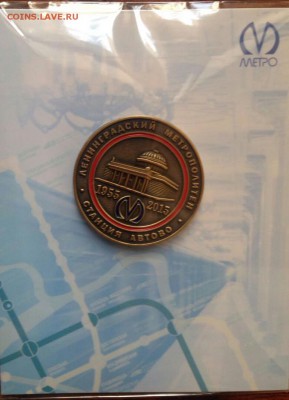 COINS.LAVE.RU
МЕТРО
ЛЕНИНГРАДСКИЙ МЕТРОПОЛИТЕН
1955 2015
СТАНЦИЯ АВТОВО